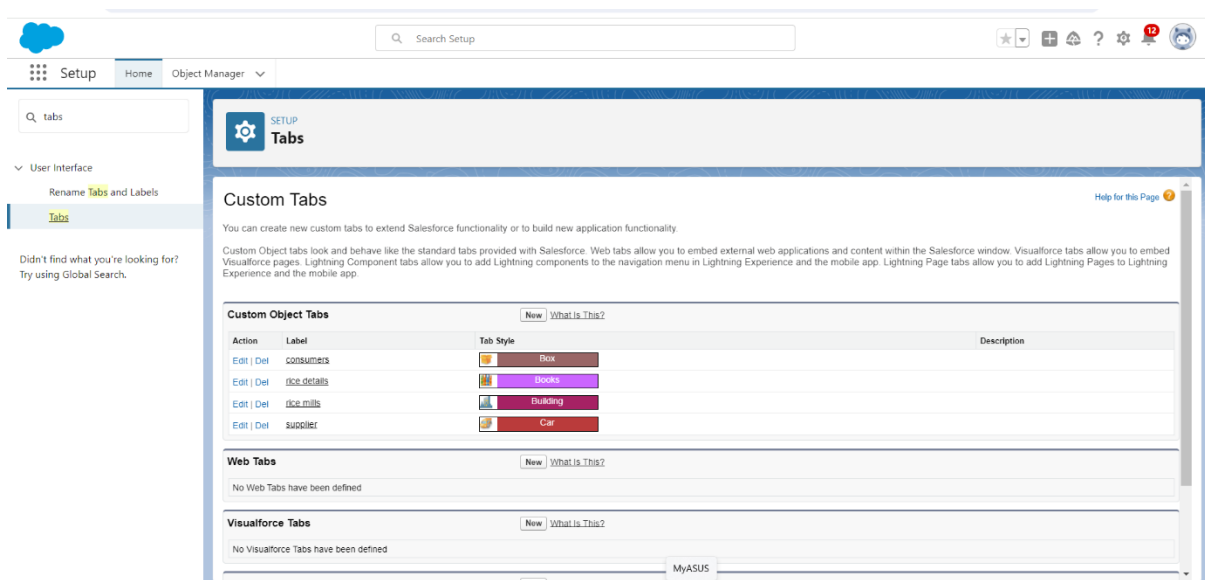 Search Setup
12
Setup
Home
Object Manager
tabs
User Interface
Rename Tabs and Labels
Tabs
Didn't find what you're looking for?
Try using Global Search.
SETUP
Tabs
Custom Tabs
Help for this Page
You can create new custom tabs to extend Salesforce functionality or to build new application functionality.
Custom Object tabs look and behave like the standard tabs provided with Salesforce. Web tabs allow you to embed external web applications and content within the Salesforce window. Visualforce tabs allow you to embed
Visualforce pages. Lightning Component tabs allow you to add Lightning components to the navigation menu in Lightning Experience and the mobile app. Lightning Page tabs allow you to add Lightning Pages to Lightning
Experience and the mobile app.
Custom Object Tabs New What Is This?
Action Label Tab Style Description
Edit | Del consumers Box
Edit | Del rice details Books
Edit | Del rice mills Building
Edit | Del supplier Car
Web Tabs New What Is This?
No Web Tabs have been defined
Visualforce Tabs New What Is This?
No Visualforce Tabs have been defined
MyASUS